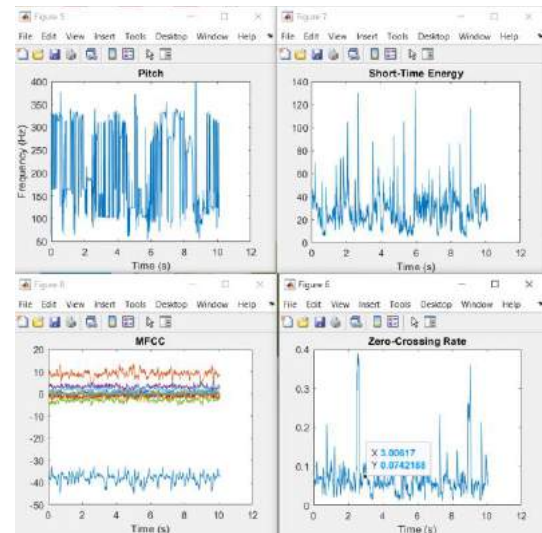 Figure 5
File Edit View Insert Tools Desktop Window Help
Pitch
400
350
300
250
200
150
100
50
Frequency (Hz)
0 2 4 6 8 10 12
Time (s)
Figure 7
File Edit View Insert Tools Desktop Window Help
Short-Time Energy
140
120
100
80
60
40
20
0
0 2 4 6 8 10 12
Time (s)
Figure 8
File Edit View Insert Tools Desktop Window Help
MFCC
20
10
0
-10
-20
-30
-40
-50
0 2 4 6 8 10 12
Time (s)
Figure 6
File Edit View Insert Tools Desktop Window Help
Zero-Crossing Rate
0.4
0.3
0.2
0.1
0
X 3.00617
Y 0.0742188
0 2 4 6 8 10 12
Time (s)